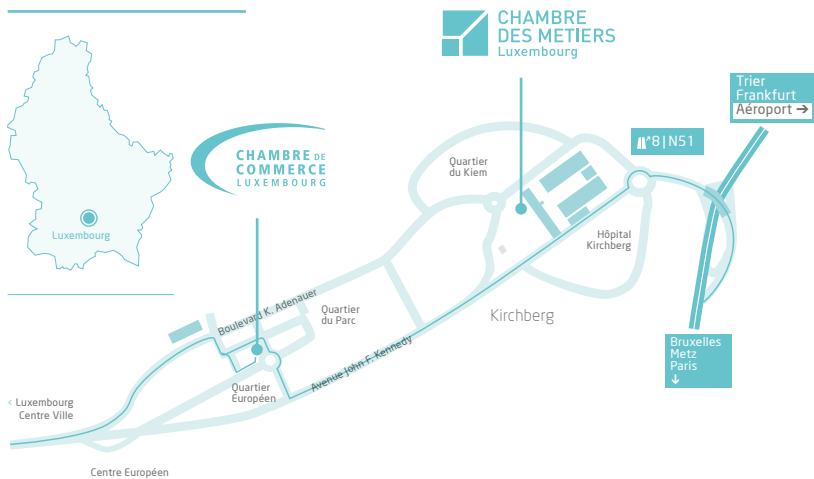 CHAMBRE
DES METIERS
Luxembourg
Trier
Frankfurt
Aéroport →
8|N51
CHAMBRE DE
COMMERCE
LUXEMBOURG
Quartier
du Kiem
Luxembourg
Hôpital
Kirchberg
Boulevard K. Adenauer
Quartier
du Parc
Kirchberg
Avenue John F. Kennedy
Bruxelles
Metz
Paris
↓
Quartier
Européen
< Luxembourg
Centre Ville
Centre Européen